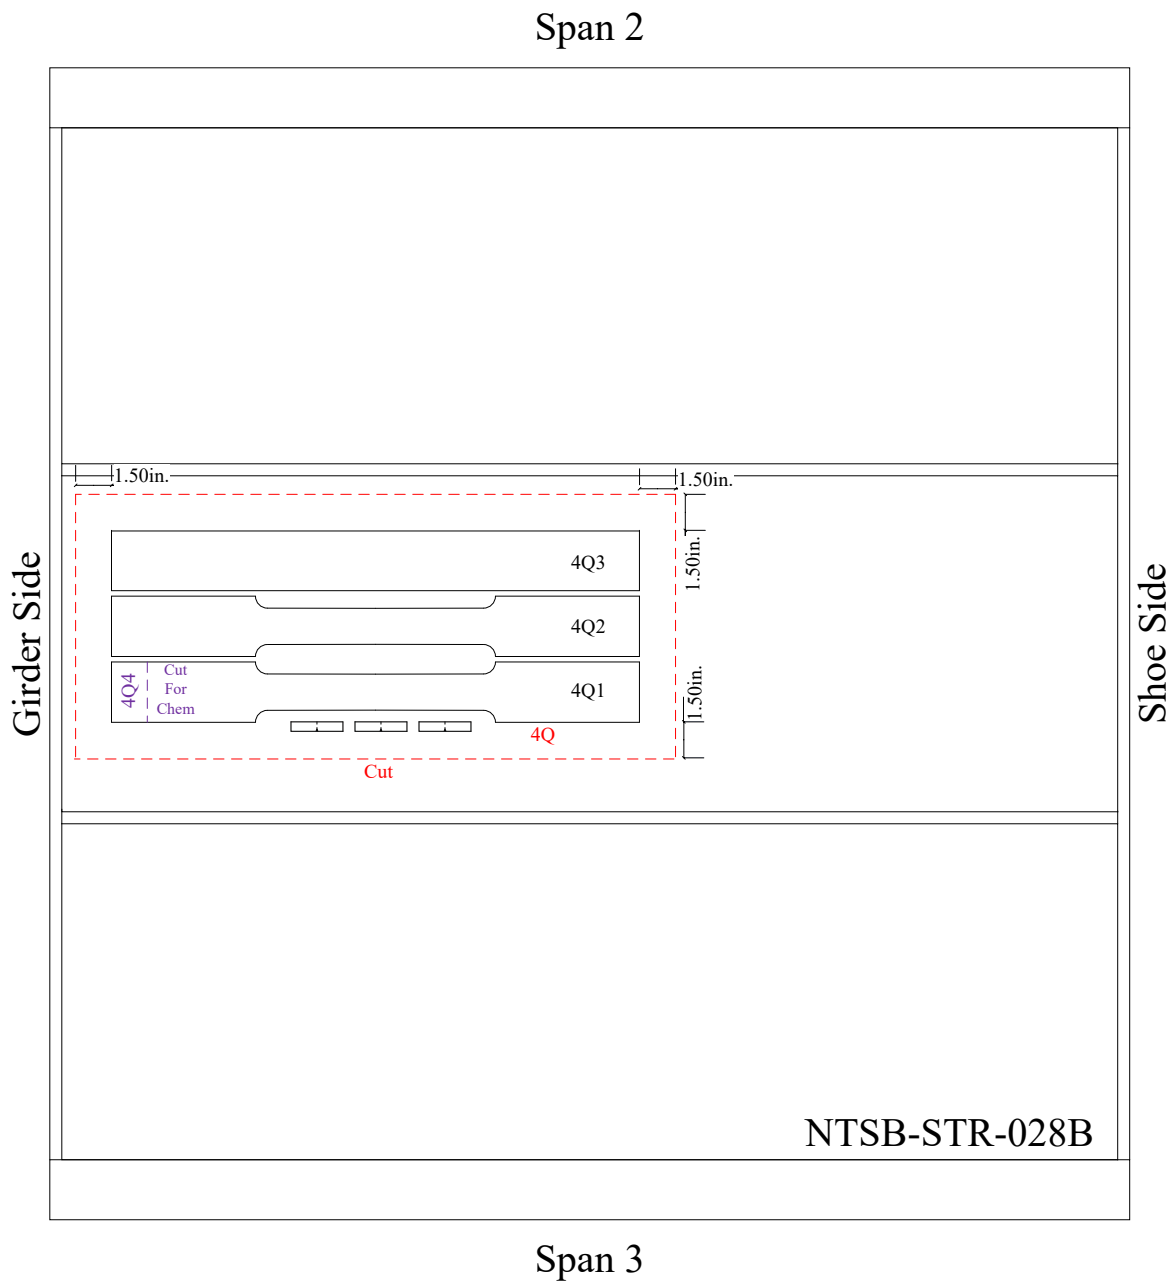 Span 2
1.50in.
1.50in.
1.50in.
4Q3
4Q2
Girder Side
Shoe Side
4Q4
Cut
For
Chem
4Q1
1.50in.
4Q
Cut
NTSB-STR-028B
Span 3